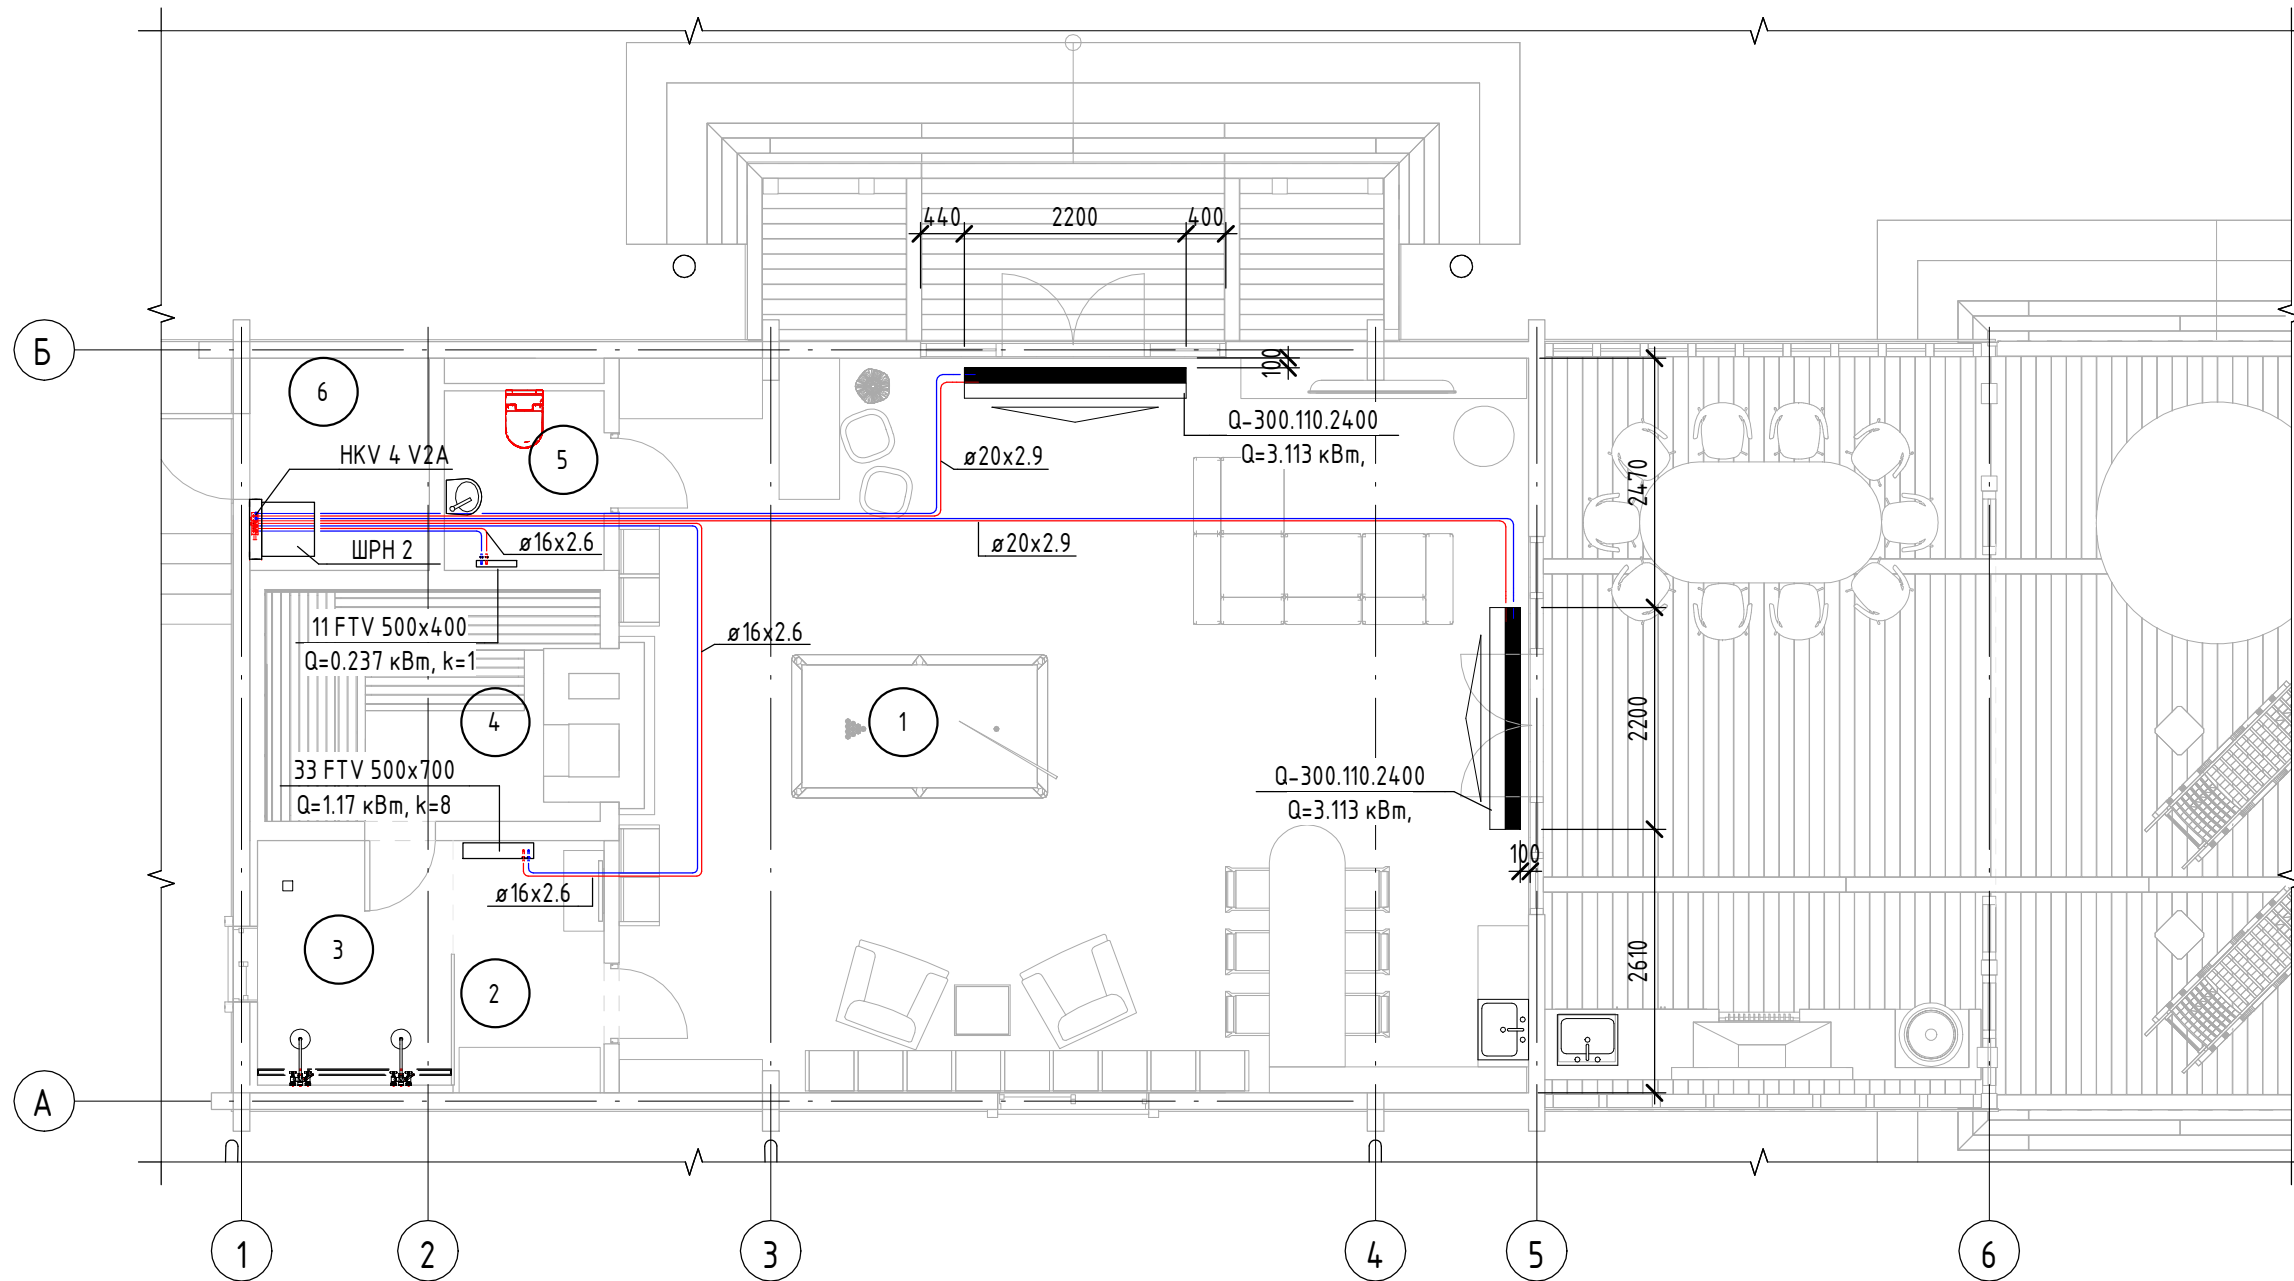 440
2200
400
Б
100
6
Q-300.110.2400
Q=3.113 кВт,
HKV 4 V2A
5
ø20x2.9
2470
ø16x2.6
ø20x2.9
ШРН 2
11 FTV 500x400
Q=0.237 кВт, k=1
ø16x2.6
4
1
2200
33 FTV 500x700
Q=1.17 кВт, k=8
Q-300.110.2400
Q=3.113 кВт,
100
ø16x2.6
3
2
2610
А
1
2
3
4
5
6